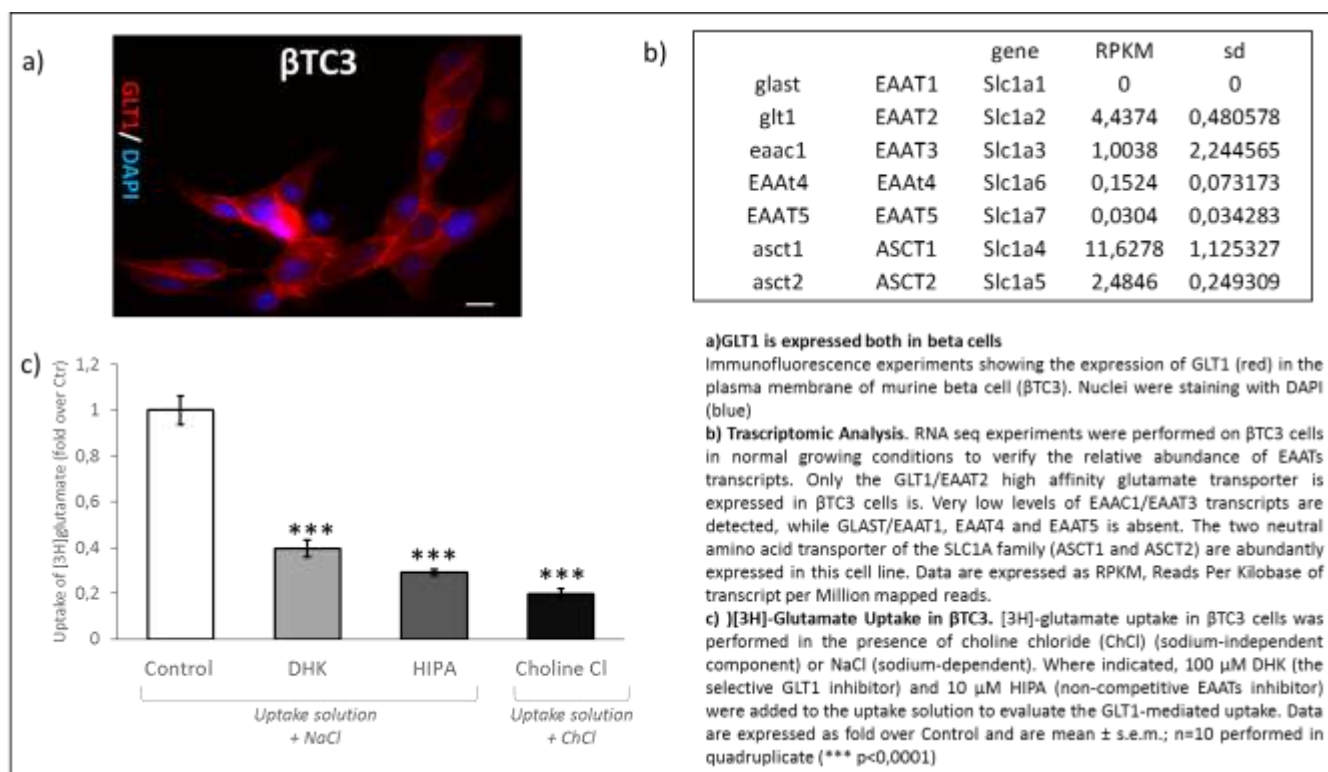 a)
βTC3
GLT1 / DAPI
b)
gene RPKM sd
glast EAAT1 Slc1a1 0 0
glt1 EAAT2 Slc1a2 4,4374 0,480578
eaac1 EAAT3 Slc1a3 1,0038 2,244565
EAAt4 EAAt4 Slc1a6 0,1524 0,073173
EAAT5 EAAT5 Slc1a7 0,0304 0,034283
asct1 ASCT1 Slc1a4 11,6278 1,125327
asct2 ASCT2 Slc1a5 2,4846 0,249309
c)
Uptake of [3H]glutamate (fold over Ctr)
1,2
1
0,8
0,6
0,4
0,2
0
***
***
***
Control DHK HIPA Choline Cl
Uptake solution
+ NaCl
Uptake solution
+ ChCl
a)GLT1 is expressed both in beta cells
Immunofluorescence experiments showing the expression of GLT1 (red) in the
plasma membrane of murine beta cell (βTC3). Nuclei were staining with DAPI
(blue)
b) Trascriptomic Analysis. RNA seq experiments were performed on βTC3 cells
in normal growing conditions to verify the relative abundance of EAATs
transcripts. Only the GLT1/EAAT2 high affinity glutamate transporter is
expressed in βTC3 cells is. Very low levels of EAAC1/EAAT3 transcripts are
detected, while GLAST/EAAT1, EAAT4 and EAAT5 is absent. The two neutral
amino acid transporter of the SLC1A family (ASCT1 and ASCT2) are abundantly
expressed in this cell line. Data are expressed as RPKM, Reads Per Kilobase of
transcript per Million mapped reads.
c) )[3H]-Glutamate Uptake in βTC3. [3H]-glutamate uptake in βTC3 cells was
performed in the presence of choline chloride (ChCl) (sodium-independent
component) or NaCl (sodium-dependent). Where indicated, 100 μM DHK (the
selective GLT1 inhibitor) and 10 μM HIPA (non-competitive EAATs inhibitor)
were added to the uptake solution to evaluate the GLT1-mediated uptake. Data
are expressed as fold over Control and are mean ± s.e.m.; n=10 performed in
quadruplicate (*** p<0,0001)